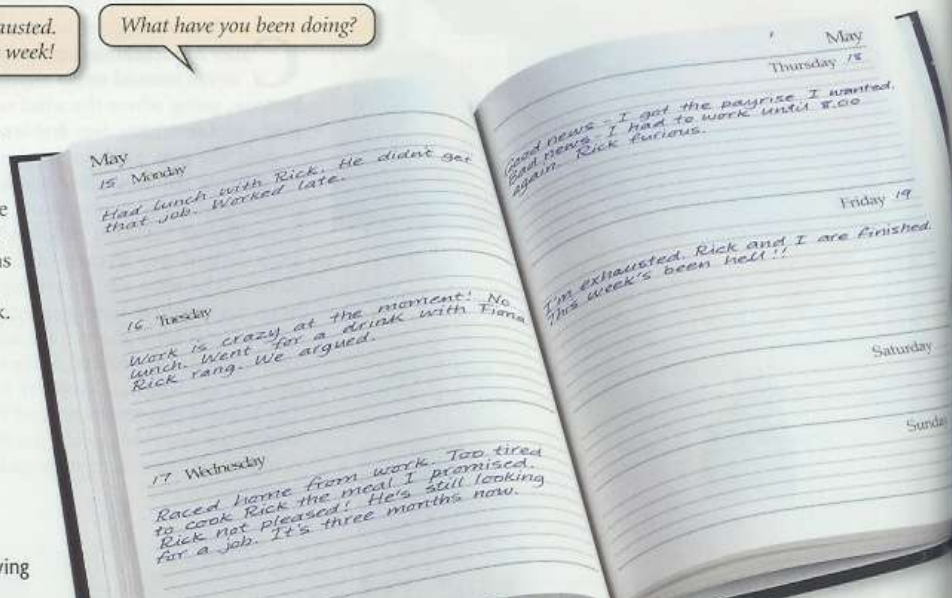 austed.
week!
What have you been doing?
May
15 Monday
Had lunch with Rick. He didn't get
that job. Worked late.
16 Tuesday
Work is crazy at the moment! No
lunch. Went for a drink with Fiona
Rick rang. We argued.
17 Wednesday
Raced home from work. Too tired
to cook Rick the meal I promised.
Rick not pleased! He's still looking
for a job. It's three months now.
May
Thursday 18
Good news - I got the payrise I wanted.
Bad news - I had to work until 8.00
again. Rick furious.
Friday 19
I'm exhausted. Rick and I are finished.
This week's been hell!!
Saturday
Sunda
ving